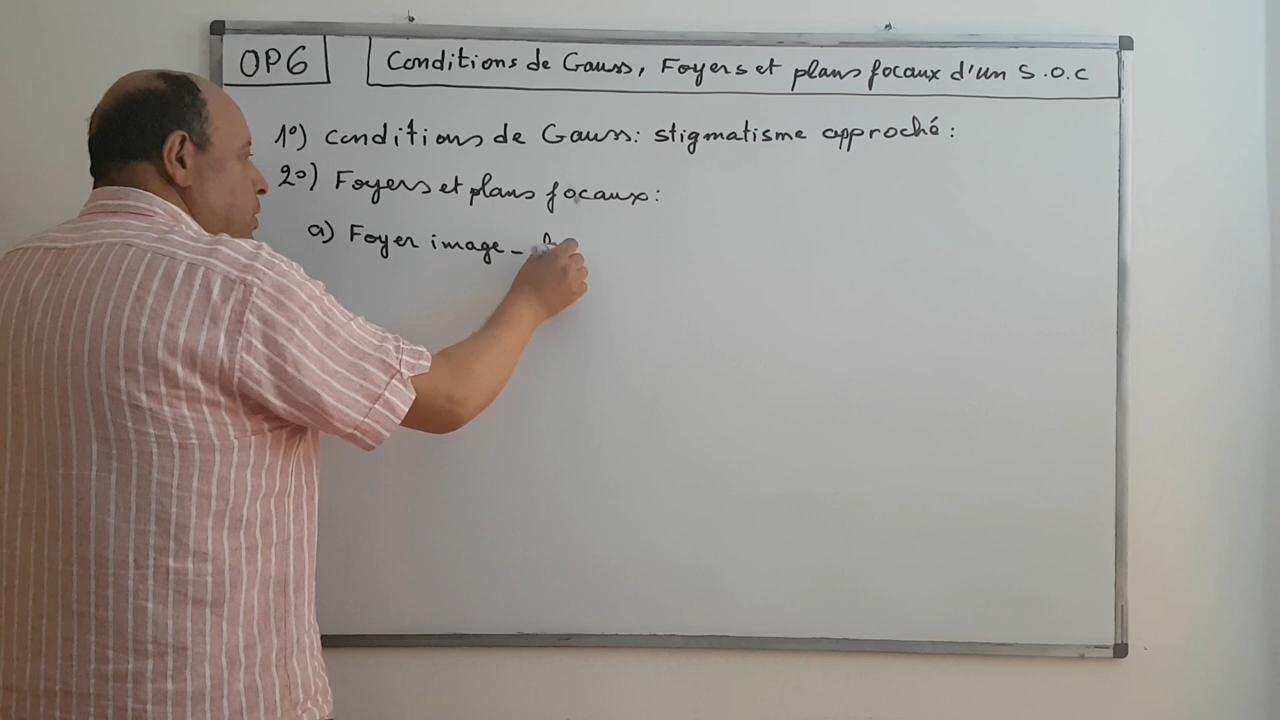 OP6
Conditions de Gauss, Foyers et plans focaux d'un S.O.C
1°) conditions de Gauss: stigmatisme approché :
2°) Foyers et plans focaux :
a) Foyer image -